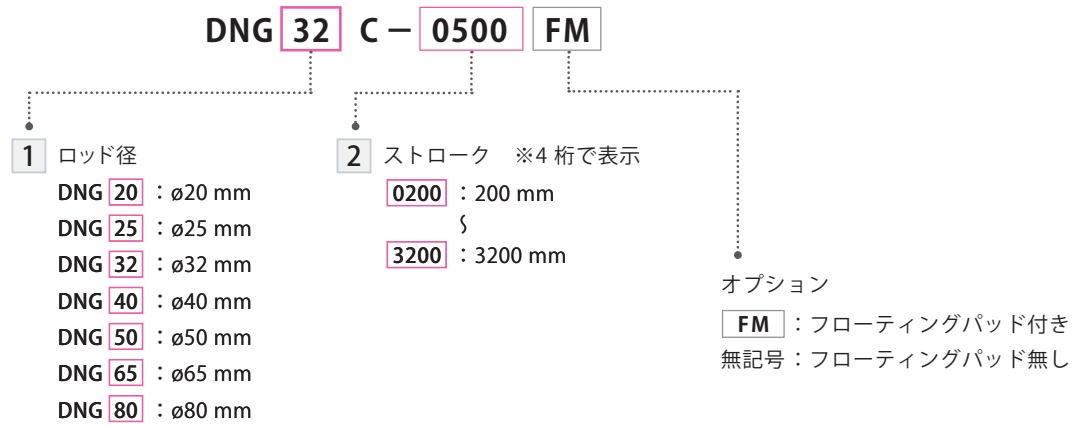 DNG 32 C － 0500 FM
1 ロッド径
DNG 20 ：ø20 mm
DNG 25 ：ø25 mm
DNG 32 ：ø32 mm
DNG 40 ：ø40 mm
DNG 50 ：ø50 mm
DNG 65 ：ø65 mm
DNG 80 ：ø80 mm
2 ストローク ※4 桁で表示
0200 ：200 mm
〜
3200 ：3200 mm
オプション
FM ：フローティングパッド付き
無記号：フローティングパッド無し